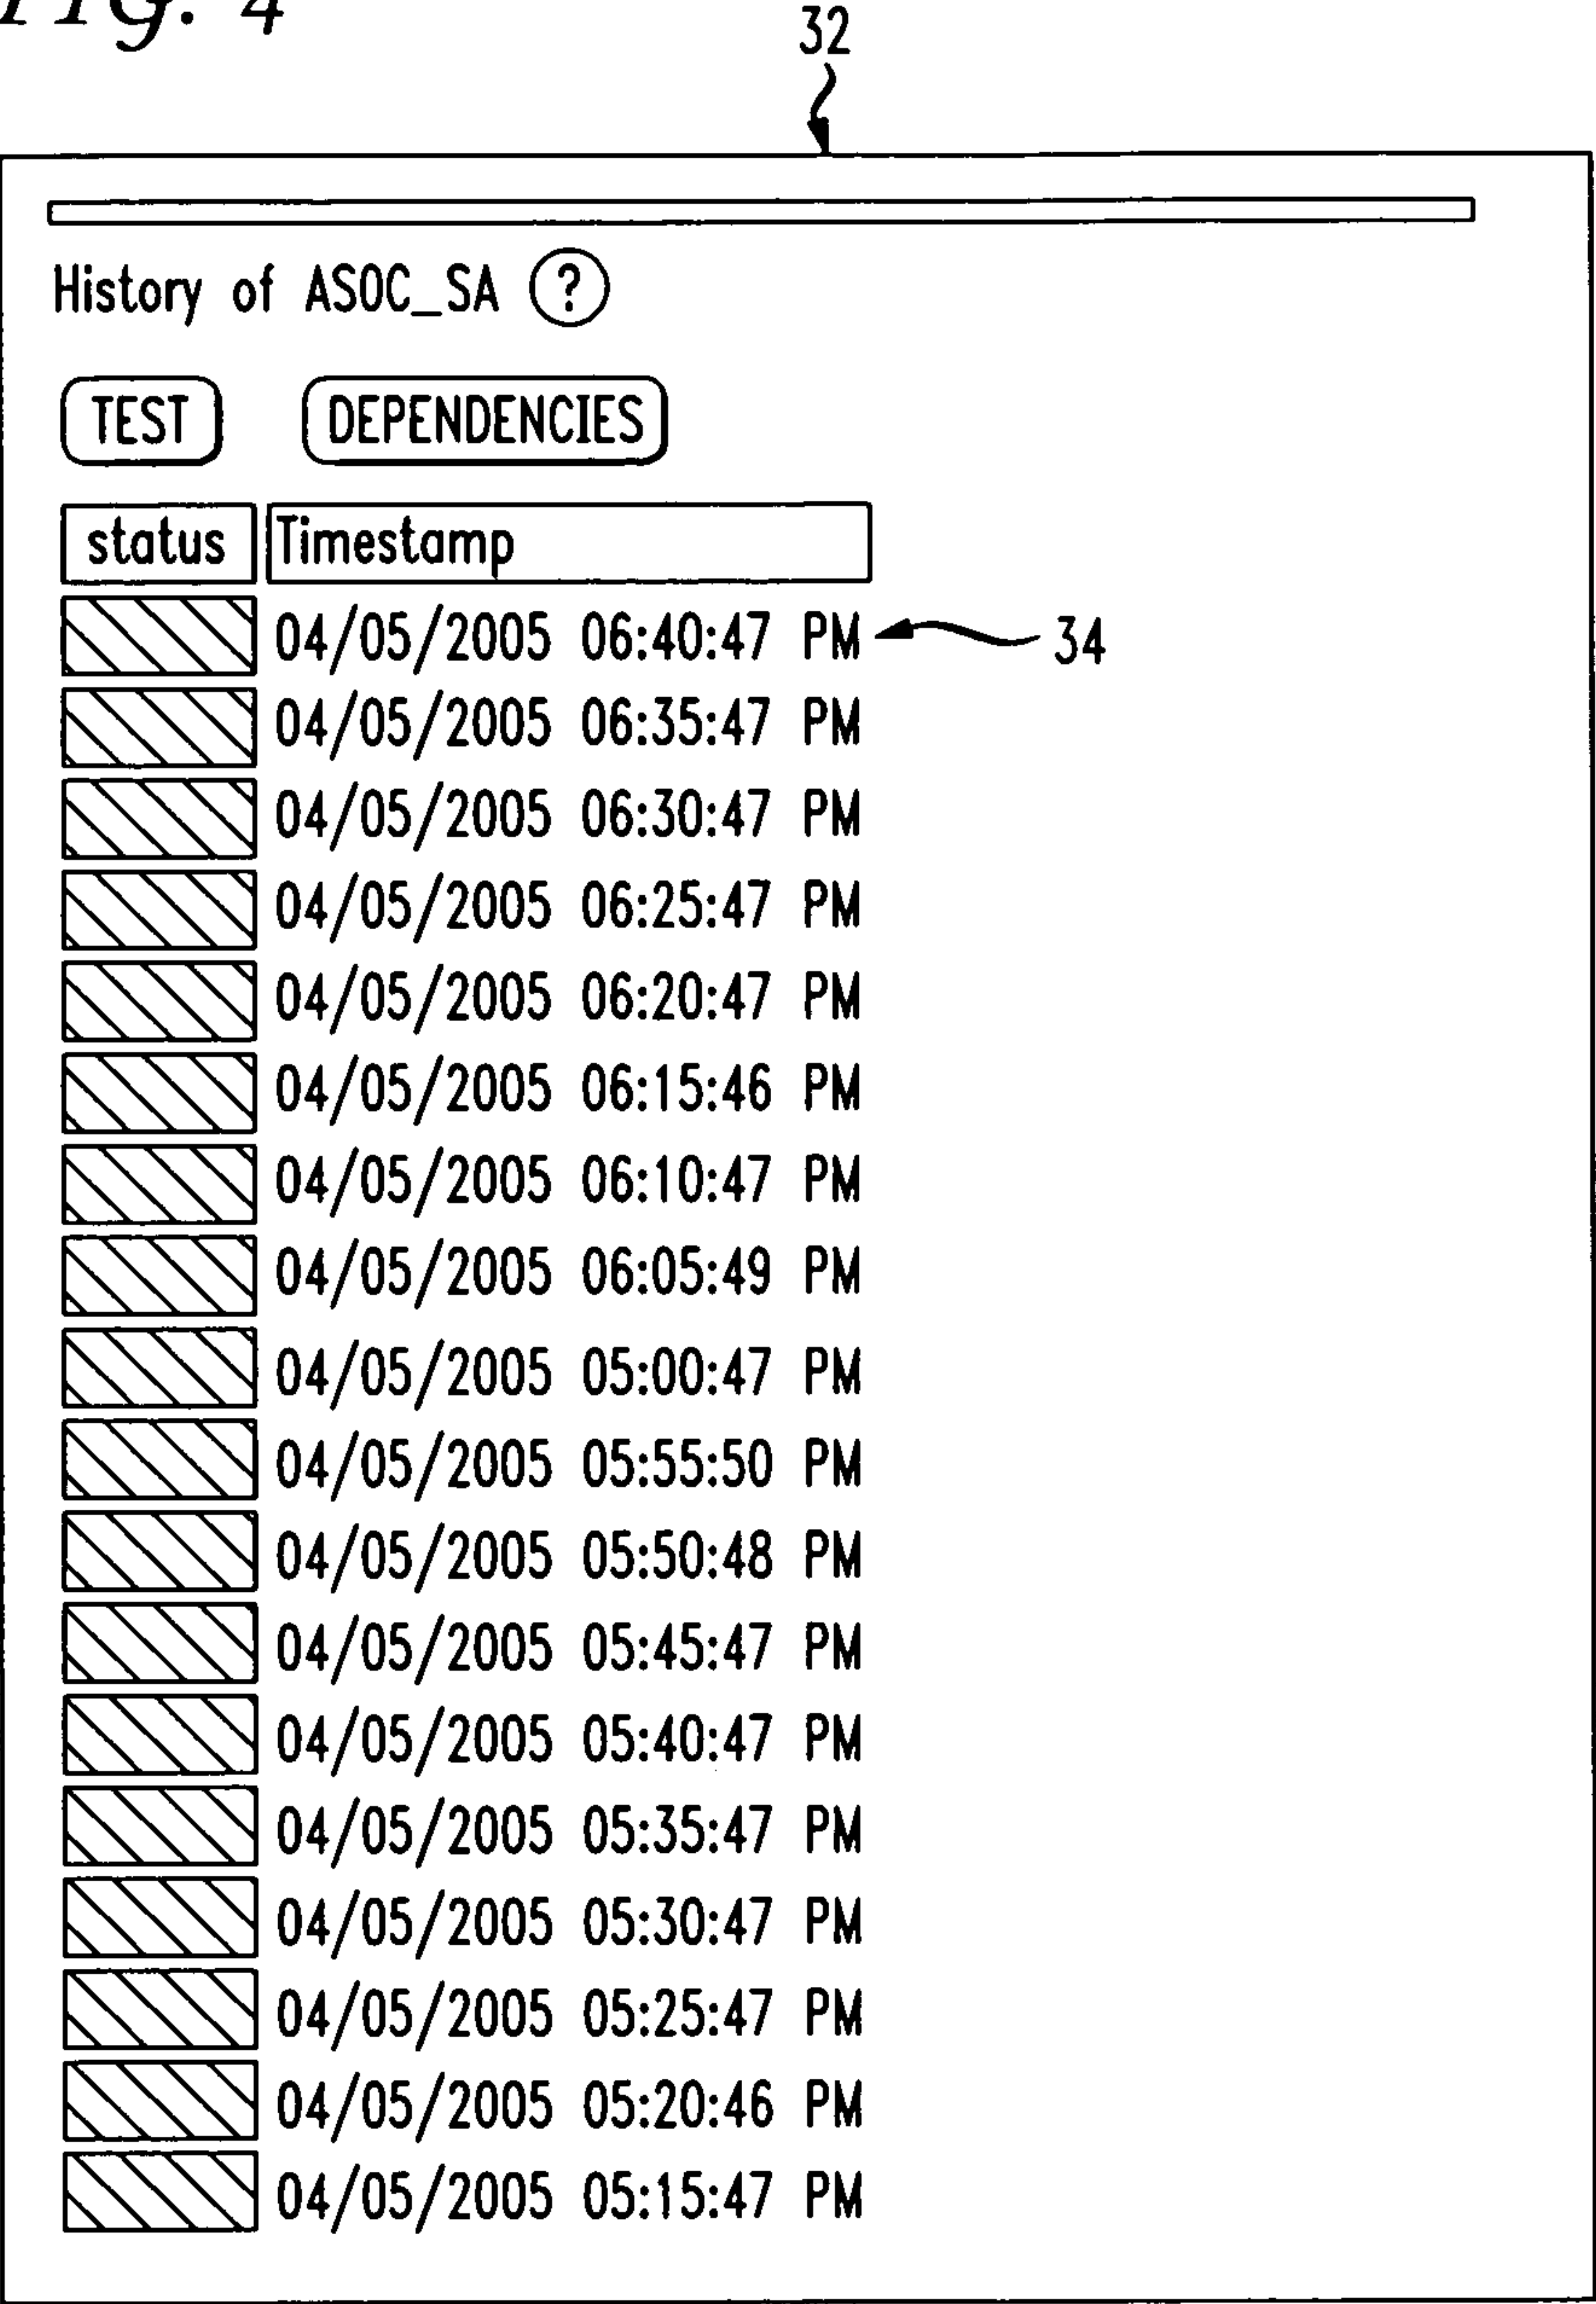 FIG. 4
32
History of ASOC_SA ?
TEST DEPENDENCIES
status Timestamp
04/05/2005 06:40:47 PM 34
04/05/2005 06:35:47 PM
04/05/2005 06:30:47 PM
04/05/2005 06:25:47 PM
04/05/2005 06:20:47 PM
04/05/2005 06:15:46 PM
04/05/2005 06:10:47 PM
04/05/2005 06:05:49 PM
04/05/2005 05:00:47 PM
04/05/2005 05:55:50 PM
04/05/2005 05:50:48 PM
04/05/2005 05:45:47 PM
04/05/2005 05:40:47 PM
04/05/2005 05:35:47 PM
04/05/2005 05:30:47 PM
04/05/2005 05:25:47 PM
04/05/2005 05:20:46 PM
04/05/2005 05:15:47 PM